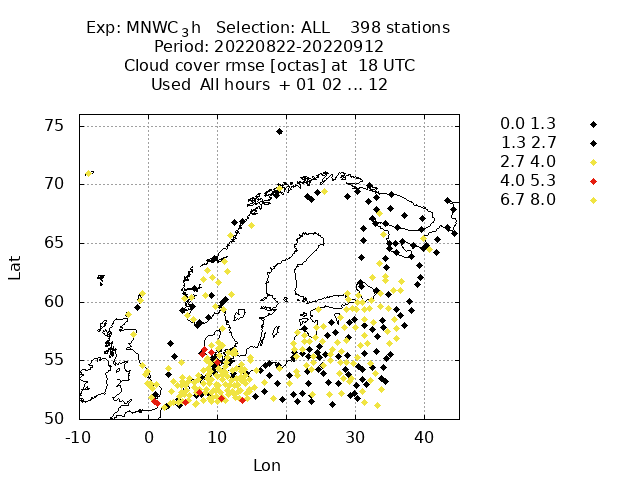 Exp: MNWC_3h Selection: ALL 398 stations
Period: 20220822-20220912
Cloud cover rmse [octas] at 18 UTC
Used All hours + 01 02 ... 12
0.0 1.3
1.3 2.7
2.7 4.0
4.0 5.3
6.7 8.0
75
70
65
60
55
50
Lat
-10 0 10 20 30 40
Lon